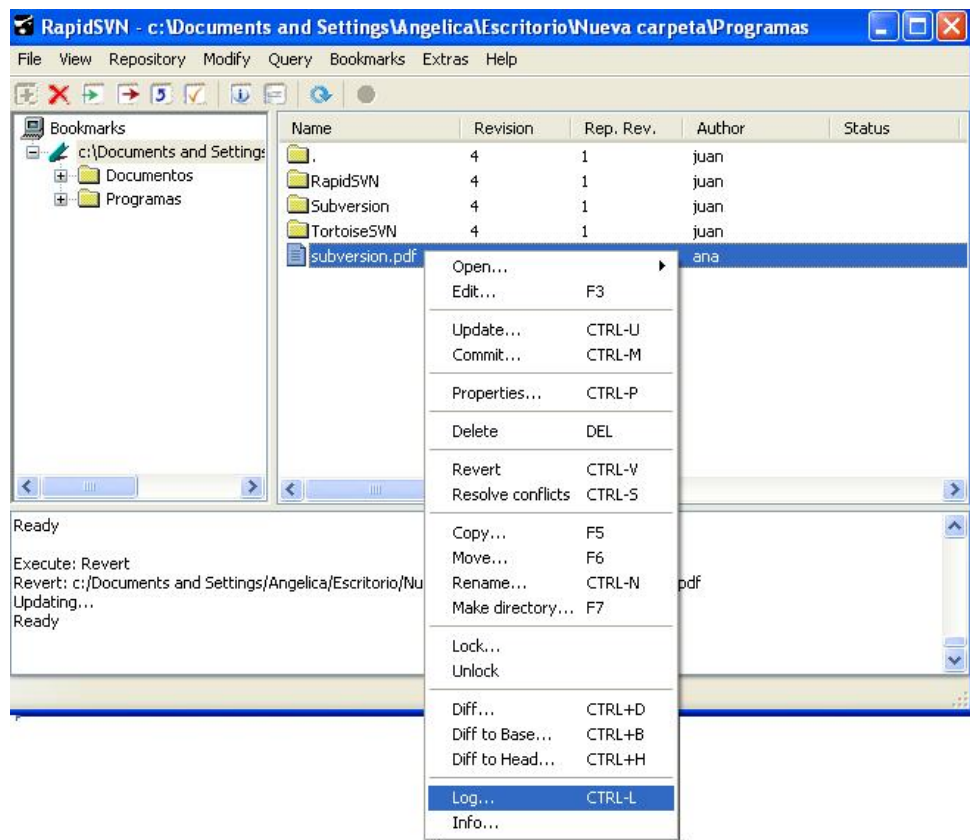 RapidSVN - c:\Documents and Settings\Angelica\Escritorio\Nueva carpeta\Programas
File View Repository Modify Query Bookmarks Extras Help
Bookmarks
c:\Documents and Settings
Documentos
Programas
Name Revision Rep. Rev. Author Status
. 4 1 juan
RapidSVN 4 1 juan
Subversion 4 1 juan
TortoiseSVN 4 1 juan
subversion.pdf ana
Open...
Edit... F3
Update... CTRL-U
Commit... CTRL-M
Properties... CTRL-P
Delete DEL
Revert CTRL-V
Resolve conflicts CTRL-S
Copy... F5
Move... F6
Rename... CTRL-N
Make directory... F7
Lock...
Unlock
Diff... CTRL+D
Diff to Base... CTRL+B
Diff to Head... CTRL+H
Log... CTRL-L
Info...
Ready
Execute: Revert
Revert: c:/Documents and Settings/Angelica/Escritorio/Nu pdf
Updating...
Ready